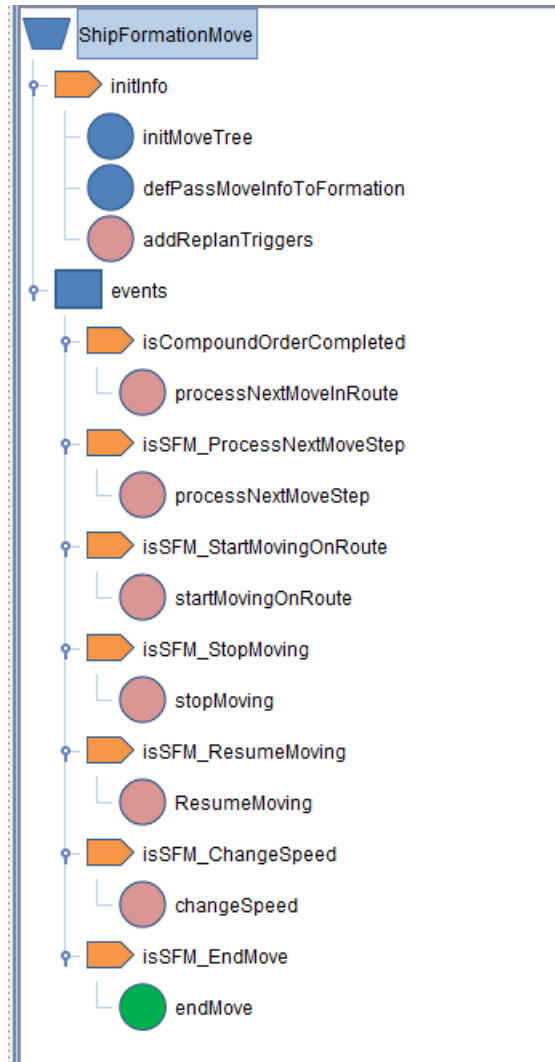 ShipFormationMove
initInfo
initMoveTree
defPassMoveInfoToFormation
addReplanTriggers
events
isCompoundOrderCompleted
processNextMoveInRoute
isSFM_ProcessNextMoveStep
processNextMoveStep
isSFM_StartMovingOnRoute
startMovingOnRoute
isSFM_StopMoving
stopMoving
isSFM_ResumeMoving
ResumeMoving
isSFM_ChangeSpeed
changeSpeed
isSFM_EndMove
endMove